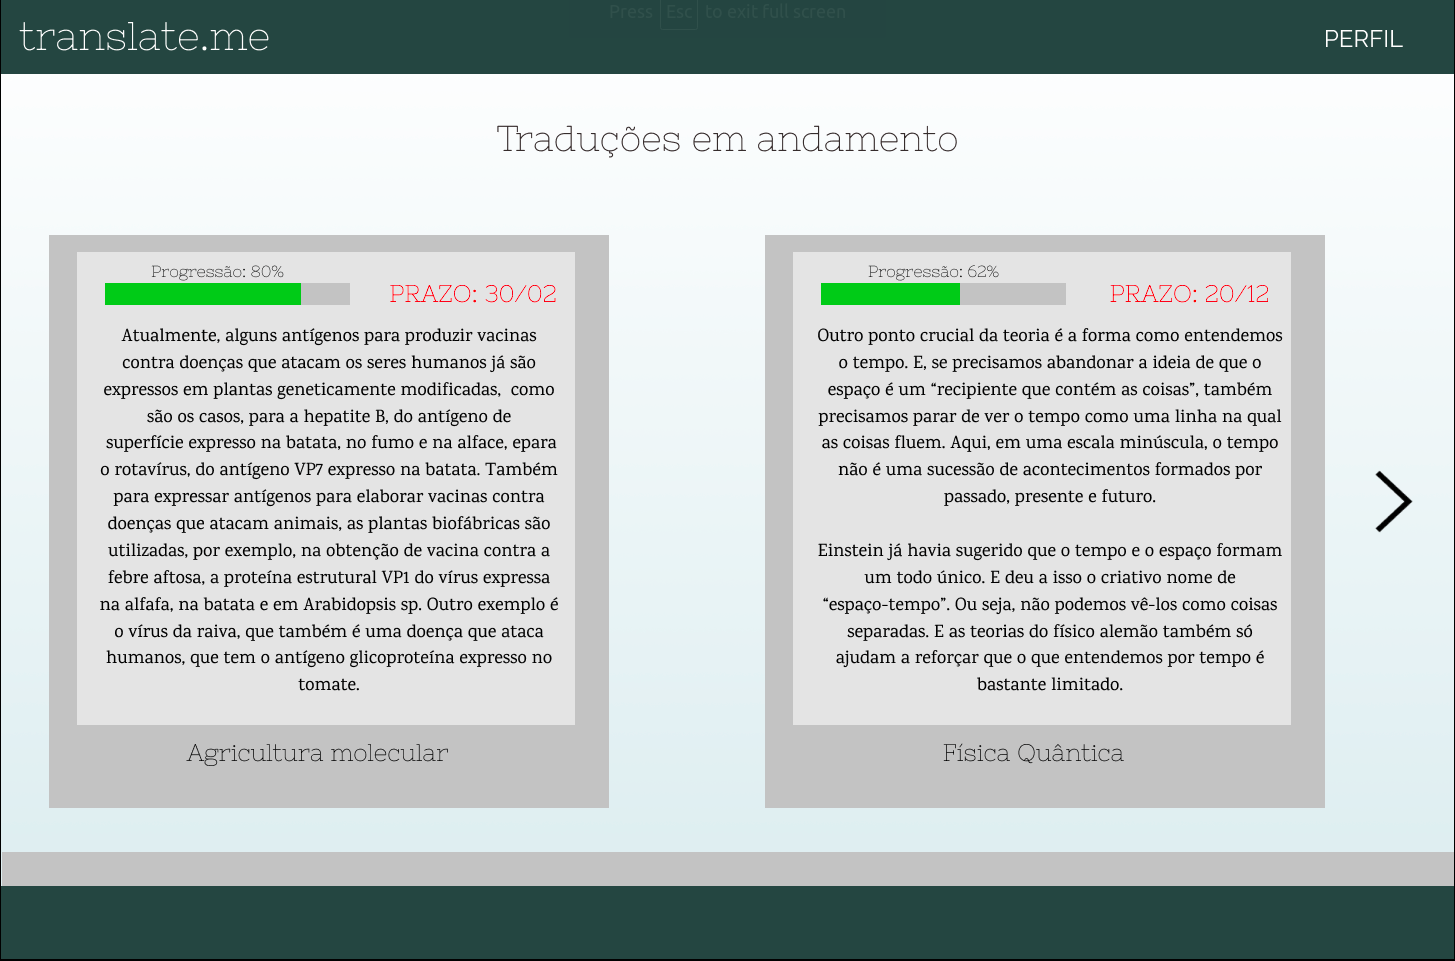 Press Esc to exit full screen
translate.me
PERFIL
Traduções em andamento
Progressão: 80%
PRAZO: 30/02
Atualmente, alguns antígenos para produzir vacinas
contra doenças que atacam os seres humanos já são
expressos em plantas geneticamente modificadas,  como
são os casos, para a hepatite B, do antígeno de
superfície expresso na batata, no fumo e na alface, epara
o rotavírus, do antígeno VP7 expresso na batata. Também
para expressar antígenos para elaborar vacinas contra
doenças que atacam animais, as plantas biofábricas são
utilizadas, por exemplo, na obtenção de vacina contra a
febre aftosa, a proteína estrutural VP1 do vírus expressa
na alfafa, na batata e em Arabidopsis sp. Outro exemplo é
o vírus da raiva, que também é uma doença que ataca
humanos, que tem o antígeno glicoproteína expresso no
tomate.
Agricultura molecular
Progressão: 62%
PRAZO: 20/12
Outro ponto crucial da teoria é a forma como entendemos
o tempo. E, se precisamos abandonar a ideia de que o
espaço é um “recipiente que contém as coisas”, também
precisamos parar de ver o tempo como uma linha na qual
as coisas fluem. Aqui, em uma escala minúscula, o tempo
não é uma sucessão de acontecimentos formados por
passado, presente e futuro.
Einstein já havia sugerido que o tempo e o espaço formam
um todo único. E deu a isso o criativo nome de
“espaço-tempo”. Ou seja, não podemos vê-los como coisas
separadas. E as teorias do físico alemão também só
ajudam a reforçar que o que entendemos por tempo é
bastante limitado.
Física Quântica